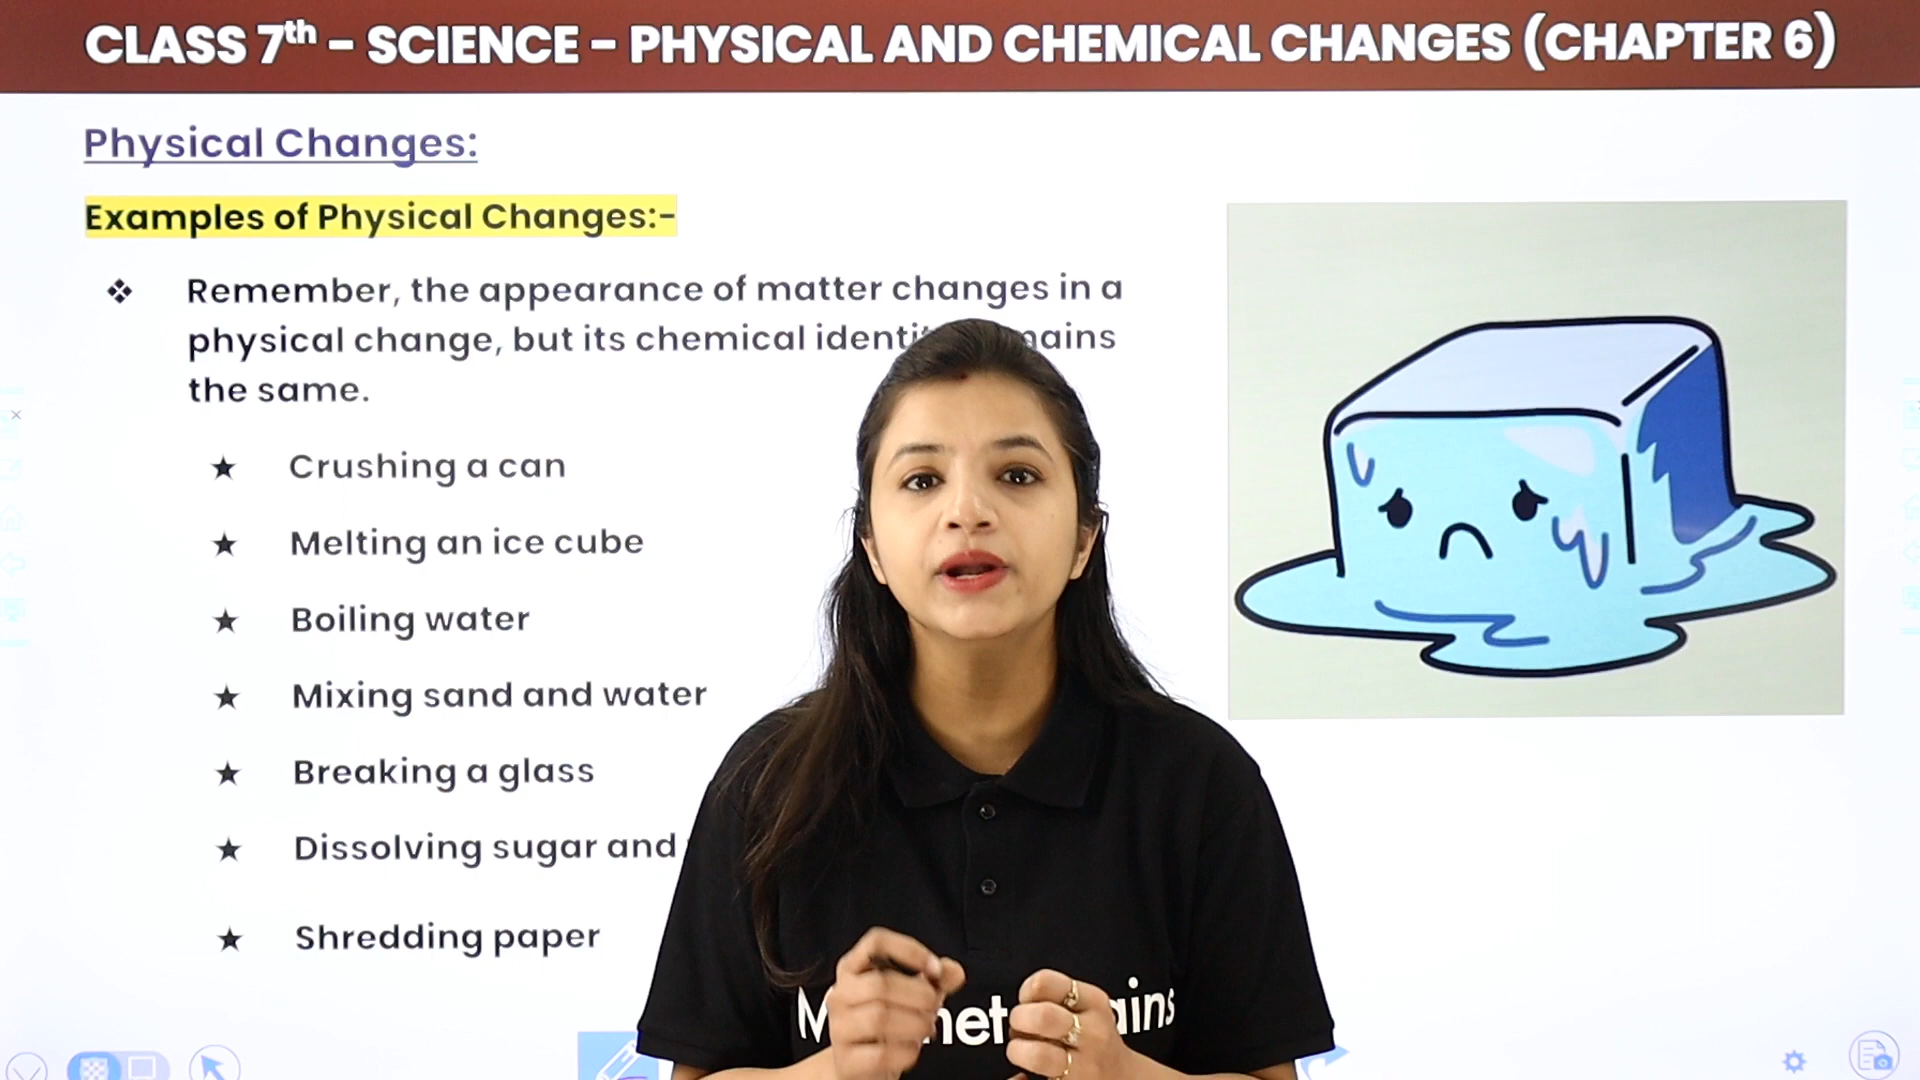 CLASS 7th - SCIENCE - PHYSICAL AND CHEMICAL CHANGES (CHAPTER 6)
Physical Changes:
Examples of Physical Changes:-
❖ Remember, the appearance of matter changes in a
physical change, but its chemical
the same.
★ Crushing a can
★ Melting an ice cube
★ Boiling water
★ Mixing sand and water
★ Breaking a glass
★ Dissolving sugar and
★ Shredding paper